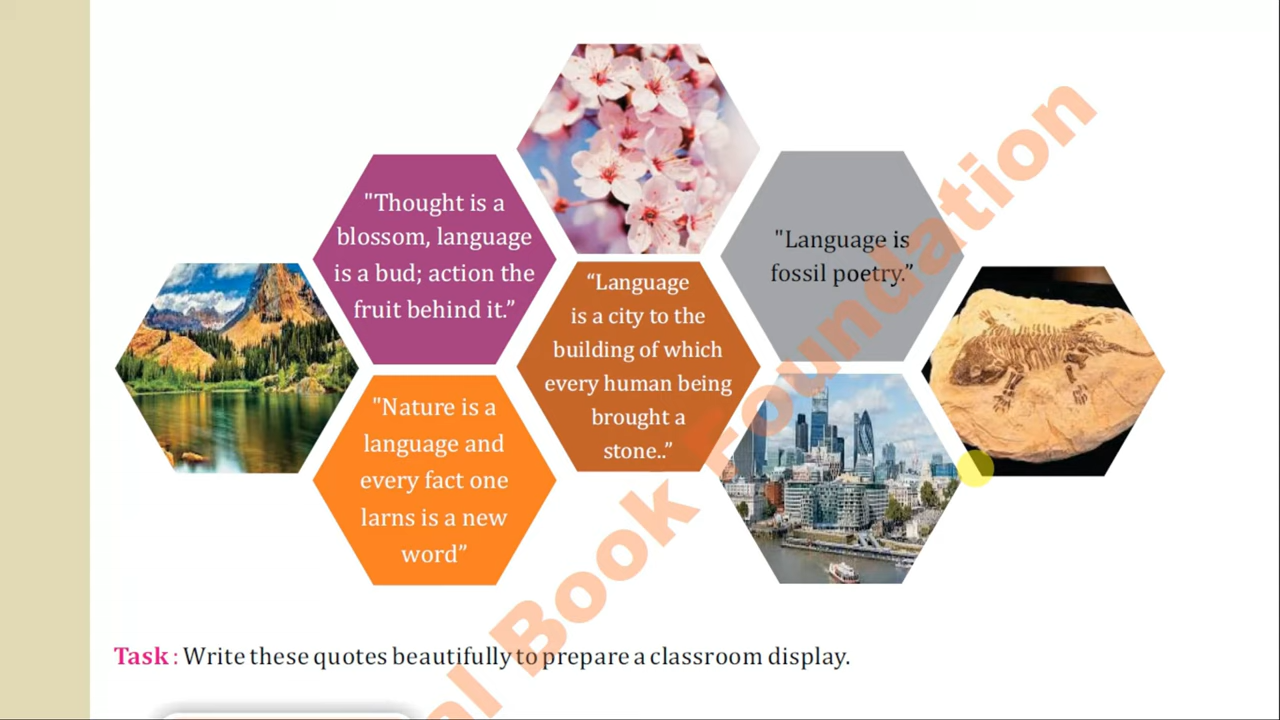 "Thought is a
blossom, language
is a bud; action the
fruit behind it.”
"Language is
fossil poetry.”
“Language
is a city to the
building of which
every human being
brought a
stone..”
"Nature is a
language and
every fact one
larns is a new
word”
Task : Write these quotes beautifully to prepare a classroom display.
al Book Foundation